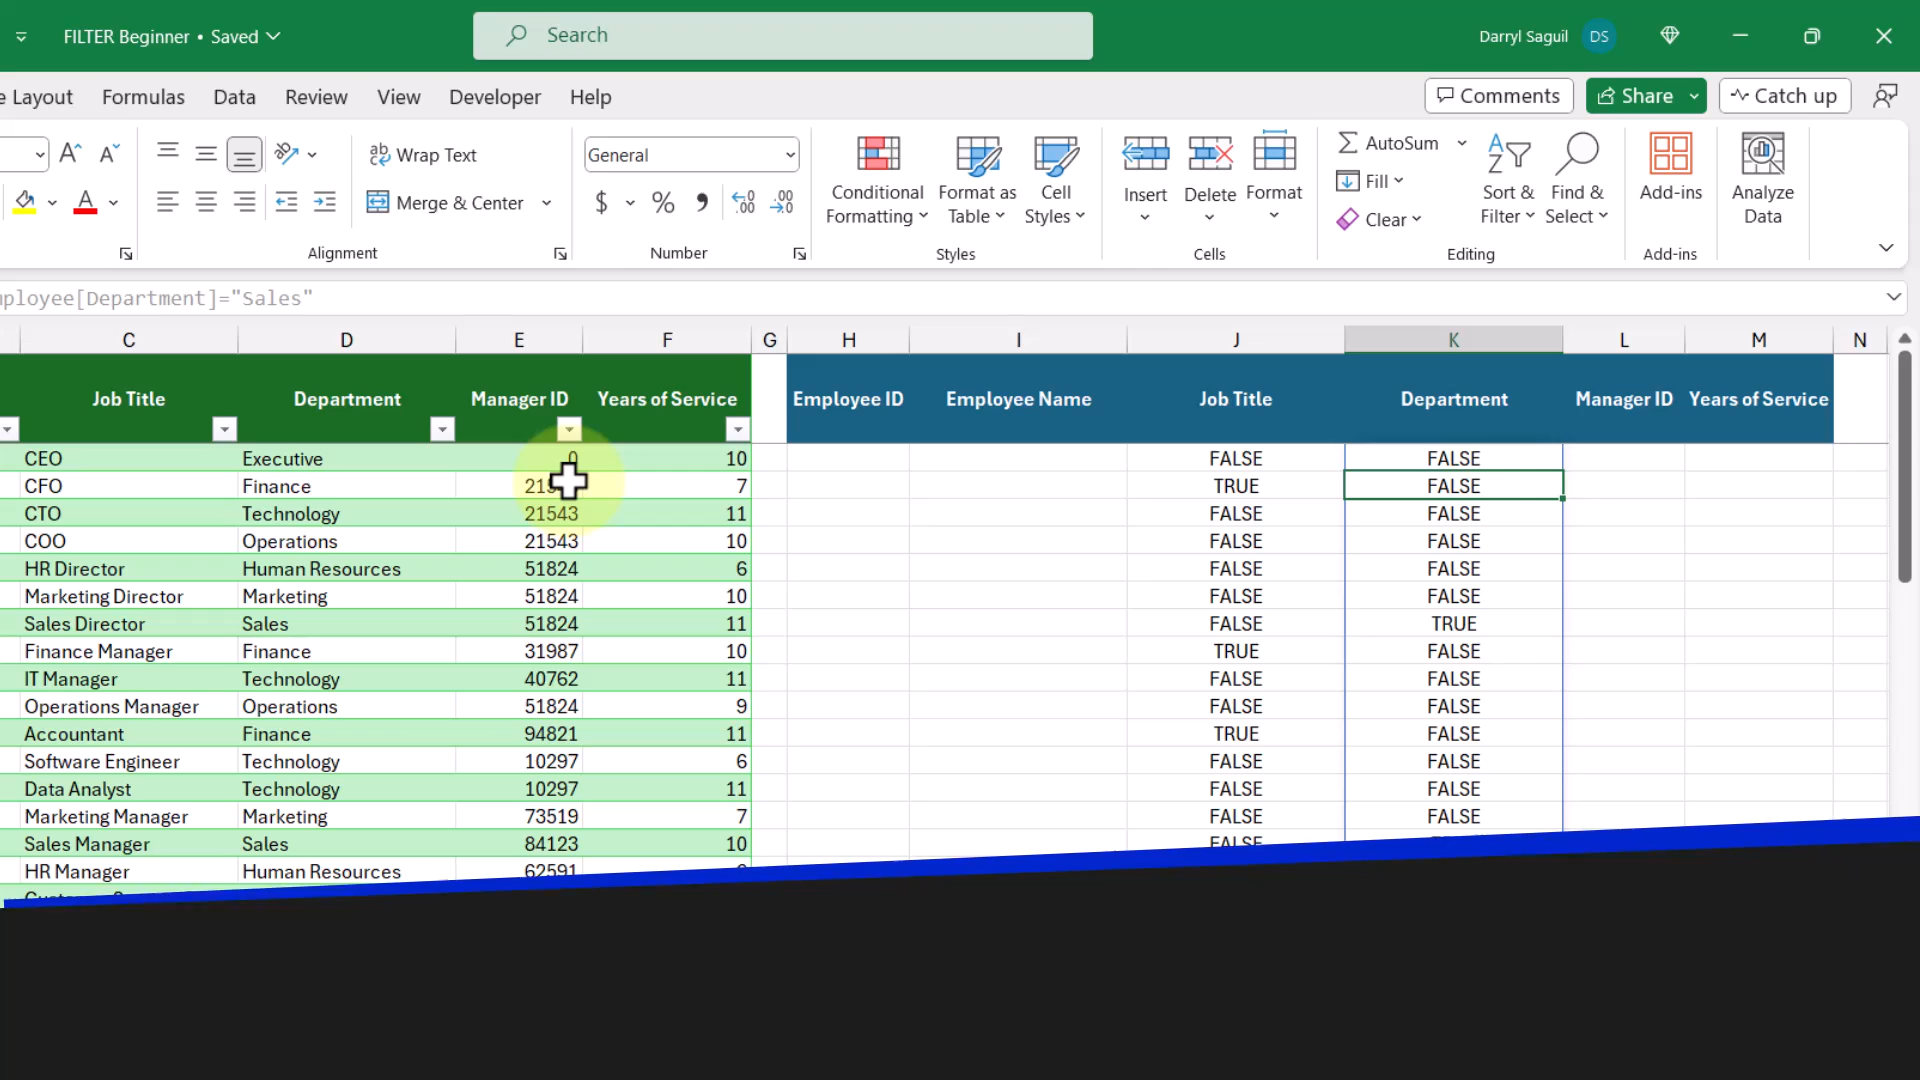 FILTER Beginner • Saved
Search
Darryl Saguil DS
e Layout Formulas Data Review View Developer Help
Comments Share Catch up
Wrap Text
Merge & Center
Alignment
General
$ % ,
Number
Conditional Formatting
Format as Table
Cell Styles
Styles
Insert
Delete
Format
Cells
AutoSum
Fill
Clear
Sort & Filter
Find & Select
Editing
Add-ins
Add-ins
Analyze Data
mployee[Department]="Sales"
C D E F G H I J K L M N
Job Title Department Manager ID Years of Service Employee ID Employee Name Job Title Department Manager ID Years of Service
CEO Executive 0 10 FALSE FALSE
CFO Finance 7 TRUE FALSE
CTO Technology 21543 11 FALSE FALSE
COO Operations 21543 10 FALSE FALSE
HR Director Human Resources 51824 6 FALSE FALSE
Marketing Director Marketing 51824 10 FALSE FALSE
Sales Director Sales 51824 11 FALSE TRUE
Finance Manager Finance 31987 10 TRUE FALSE
IT Manager Technology 40762 11 FALSE FALSE
Operations Manager Operations 51824 9 FALSE FALSE
Accountant Finance 94821 11 TRUE FALSE
Software Engineer Technology 10297 6 FALSE FALSE
Data Analyst Technology 10297 11 FALSE FALSE
Marketing Manager Marketing 73519 7 FALSE FALSE
Sales Manager Sales 84123 10 FALSE
HR Manager Human Resources 62591